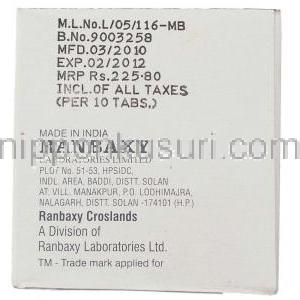 M.L.No.L/05/116-MB
B.No.9003258
MFD.03/2010
EXP.02/2012
MRP Rs.225.80
INCL.OF ALL TAXES
(PER 10 TABS.)
MADE IN INDIA
RANBAXY
LABORATORIES LIMITED
PLOT No. 51-53, HPSIDC,
INDL. AREA, BADDI, DISTT. SOLAN
AT: VILL. MANAKPUR, P.O. LODHIMAJRA,
NALAGARH, DISTT. SOLAN -174101 (H.P.)
Ranbaxy Croslands
A Division of
Ranbaxy Laboratories Ltd.
TM - Trade mark applied for